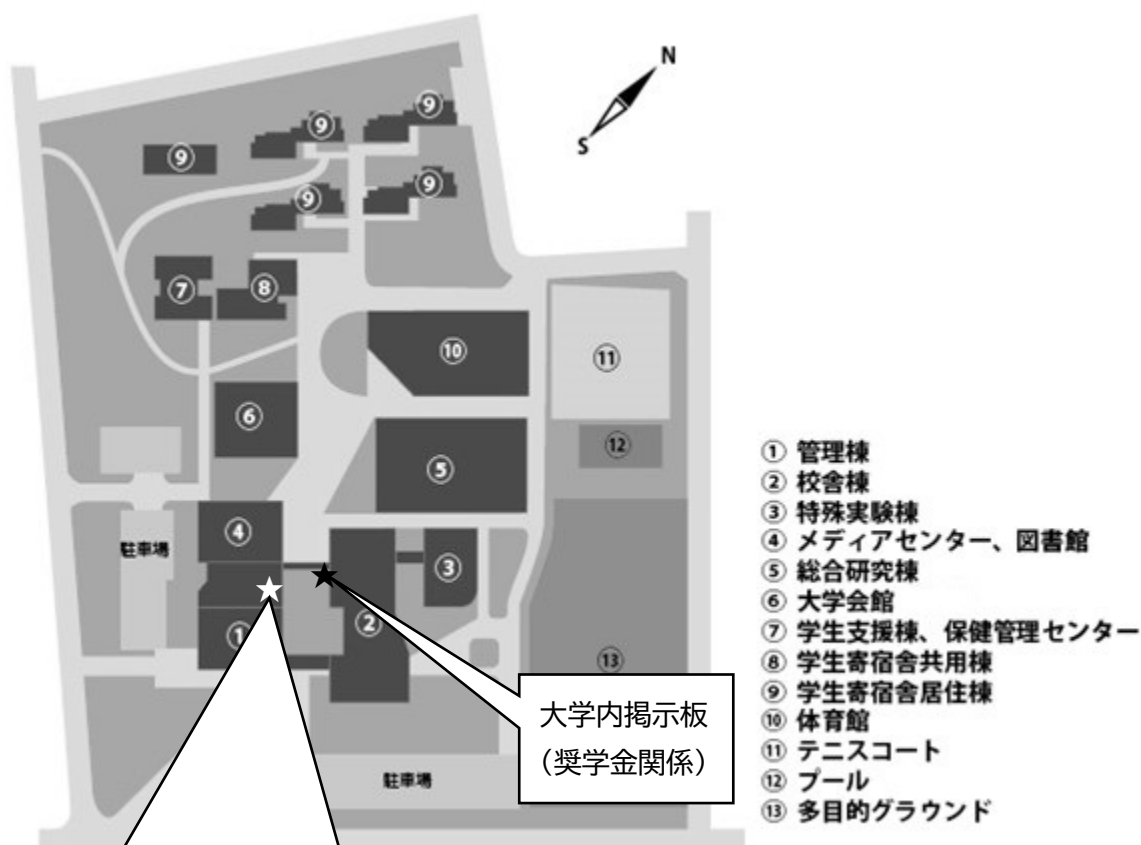 N
S
⑨
⑨
⑨
⑨
⑨
⑦
⑧
⑩
⑪
⑥
⑫
⑤
④
駐車場
③
①
②
⑬
大学内掲示板
（奨学金関係）
駐車場
① 管理棟
② 校舎棟
③ 特殊実験棟
④ メディアセンター、図書館
⑤ 総合研究棟
⑥ 大学会館
⑦ 学生支援棟、保健管理センター
⑧ 学生寄宿舎共用棟
⑨ 学生寄宿舎居住棟
⑩ 体育館
⑪ テニスコート
⑫ プール
⑬ 多目的グラウンド